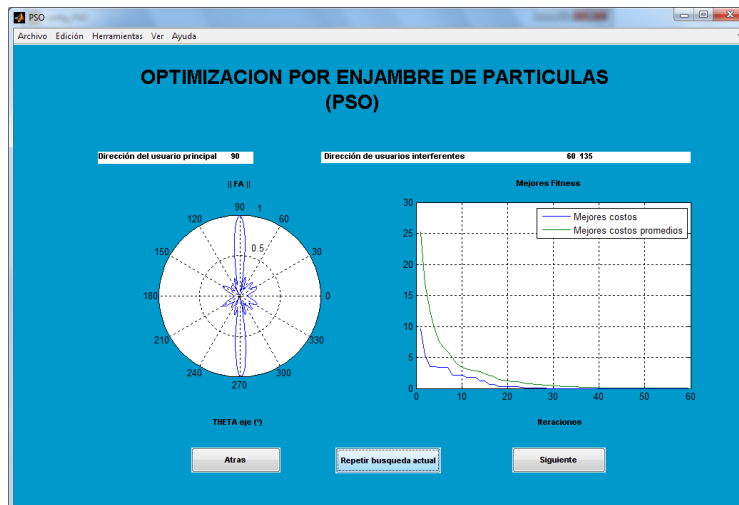 PSO
Archivo Edición Herramientas Ver Ayuda
OPTIMIZACION POR ENJAMBRE DE PARTICULAS
(PSO)
Dirección del usuario principal 90
Dirección de usuarios interferentes 60 135
|| FA ||
90 1
120 60
0.5
150 30
180 0
210 330
240 300
270
THETA eje (°)
Mejores Fitness
Mejores costos
Mejores costos promedios
30
25
20
15
10
5
0
0 10 20 30 40 50 60
Iteraciones
Atras
Repetir busqueda actual
Siguiente